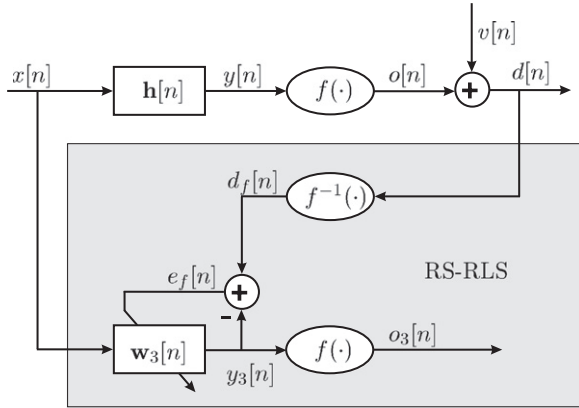 v[n]
x[n] y[n] o[n] d[n]
h[n] f(·) +
d_f[n] f^{-1}(·)
RS-RLS
e_f[n] +
-
w_3[n] f(·) o_3[n]
y_3[n]